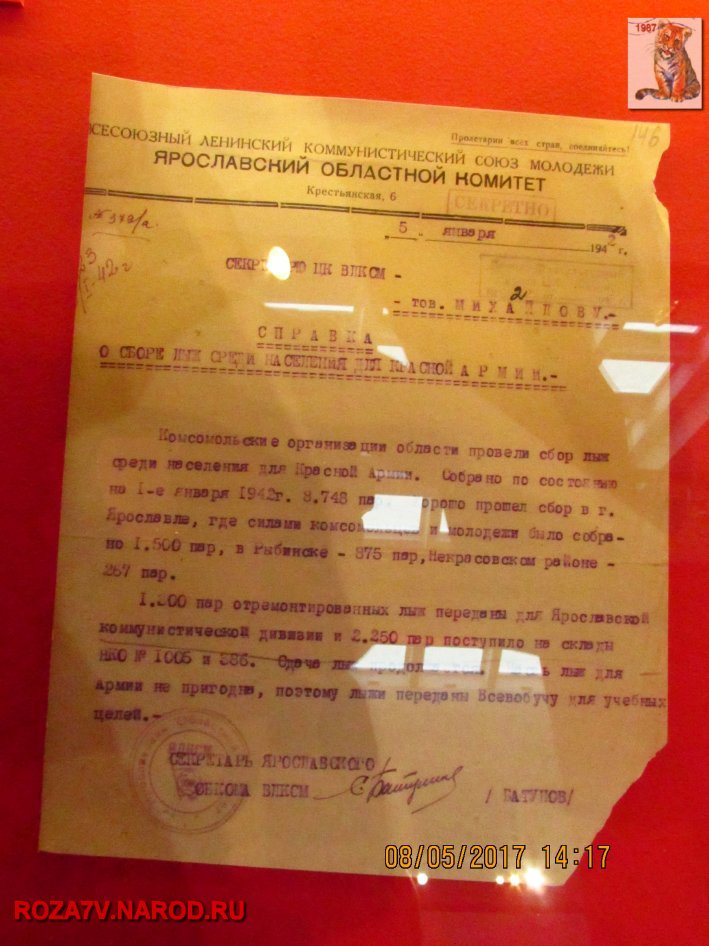 1987
146
Пролетарии всех стран, соединяйтесь!
ВСЕСОЮЗНЫЙ ЛЕНИНСКИЙ КОММУНИСТИЧЕСКИЙ СОЮЗ МОЛОДЕЖИ
ЯРОСЛАВСКИЙ ОБЛАСТНОЙ КОМИТЕТ
Крестьянская, 6
СЕКРЕТНО
5 января 1942 г.
I-42 г
СЕКРЕТАРЮ ЦК ВЛКСМ -
- тов. МИХАЙЛОВУ.-
2
СПРАВКА
О СБОРЕ ЛЫЖ СРЕДИ НАСЕЛЕНИЯ ДЛЯ КРАСНОЙ АРМИИ.-
Комсомольские организации области провели сбор лыж
среди населения для Красной Армии. Собрано по состоянию
на I-е января 1942г. 8.748 пар. Хорошо прошел сбор в г.
Ярославле, где силами комсомольцев и молодежи было собра-
но I.500 пар, в Рыбинске - 875 пар, Некрасовском районе -
267 пар.
I.200 пар отремонтированных лыж переданы для Ярославской
коммунистической дивизии и 2.250 пар поступило на склады
НКО № 1005 и 386. Сдача лыж продолжается. Часть лыж для
Армии не пригодна, поэтому лыжи переданы Всевобучу для учебных
целей.-
СЕКРЕТАРЬ ЯРОСЛАВСКОГО
ОБКОМА ВЛКСМ /БАТУНОВ/
08/05/2017 14:17
ROZA7V.NAROD.RU